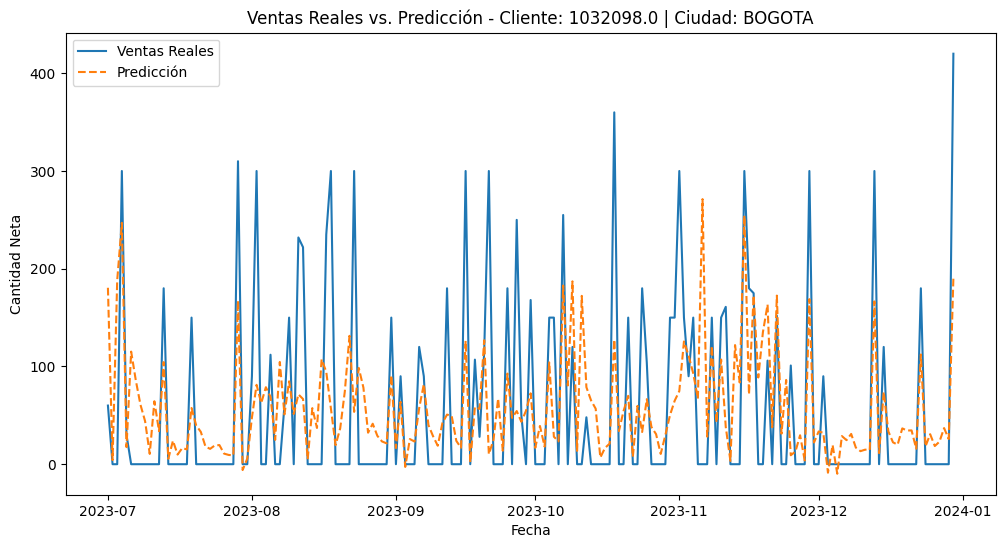 Ventas Reales vs. Predicción - Cliente: 1032098.0 | Ciudad: BOGOTA
Ventas Reales
Predicción
Cantidad Neta
400
300
200
100
0
2023-07
2023-08
2023-09
2023-10
2023-11
2023-12
2024-01
Fecha